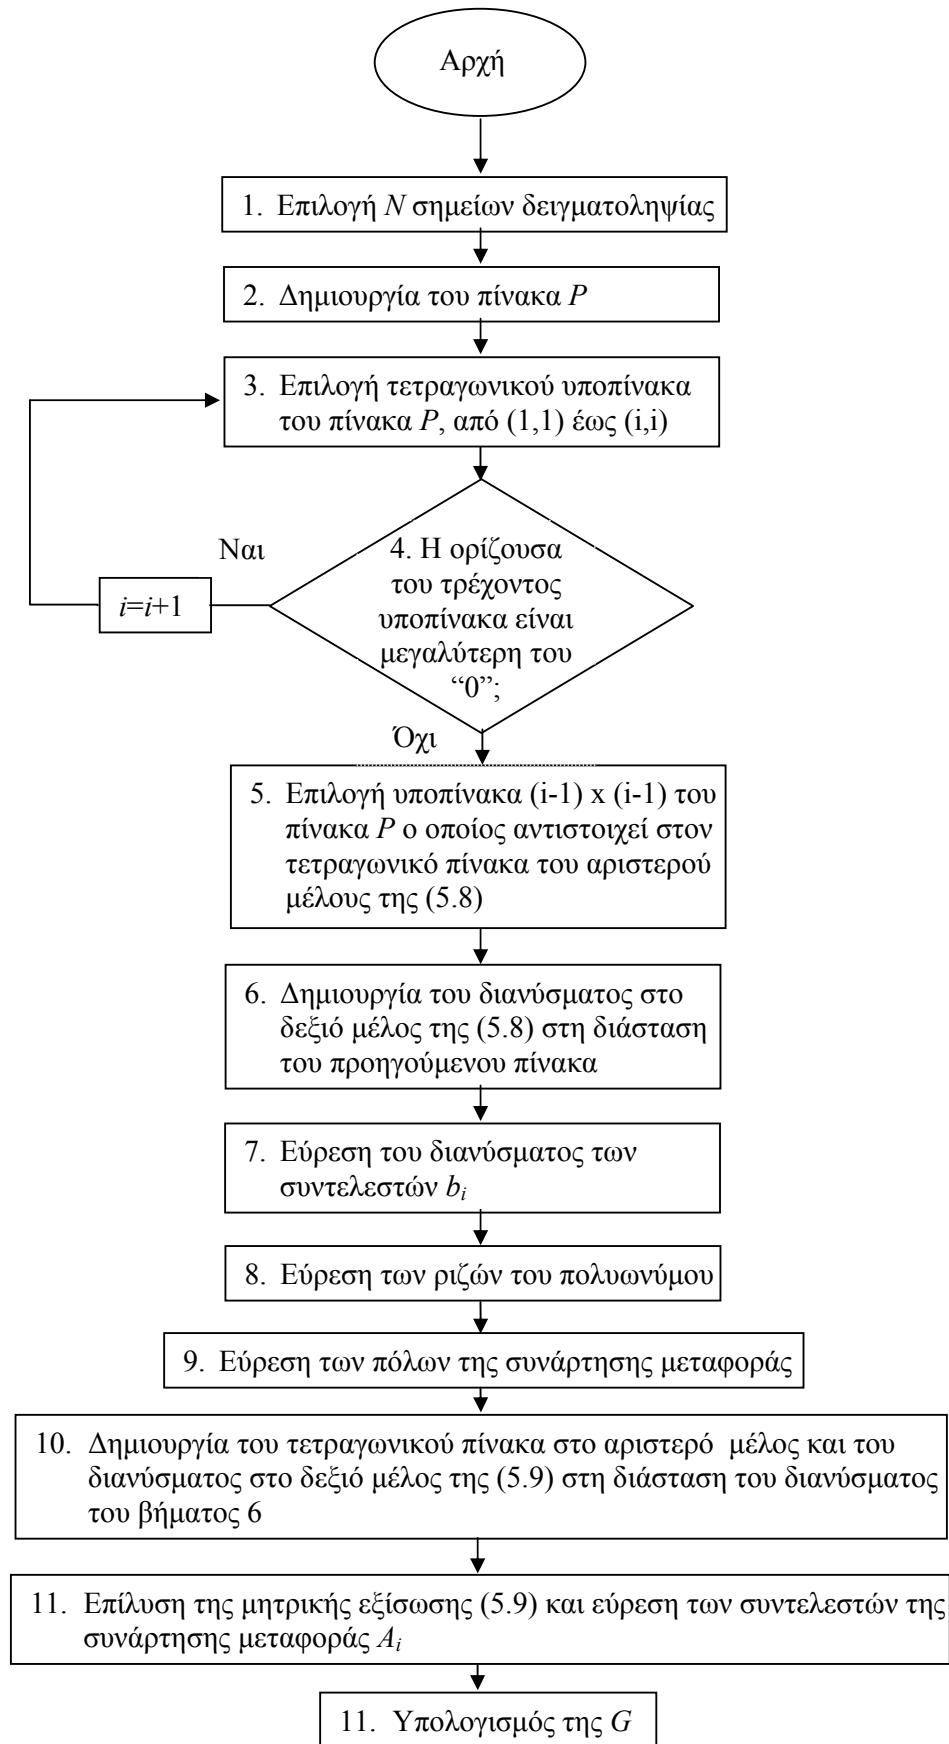 Αρχή
1. Επιλογή N σημείων δειγματοληψίας
2. Δημιουργία του πίνακα P
3. Επιλογή τετραγωνικού υποπίνακα
του πίνακα P, από (1,1) έως (i,i)
Ναι
i=i+1
4. Η ορίζουσα
του τρέχοντος
υποπίνακα είναι
μεγαλύτερη του
“0”;
Όχι
5. Επιλογή υποπίνακα (i-1) x (i-1) του
πίνακα P ο οποίος αντιστοιχεί στον
τετραγωνικό πίνακα του αριστερού
μέλους της (5.8)
6. Δημιουργία του διανύσματος στο
δεξιό μέλος της (5.8) στη διάσταση
του προηγούμενου πίνακα
7. Εύρεση του διανύσματος των
συντελεστών bi
8. Εύρεση των ριζών του πολυωνύμου
9. Εύρεση των πόλων της συνάρτησης μεταφοράς
10. Δημιουργία του τετραγωνικού πίνακα στο αριστερό μέλος και του
διανύσματος στο δεξιό μέλος της (5.9) στη διάσταση του διανύσματος
του βήματος 6
11. Επίλυση της μητρικής εξίσωσης (5.9) και εύρεση των συντελεστών της
συνάρτησης μεταφοράς Ai
11. Υπολογισμός της G